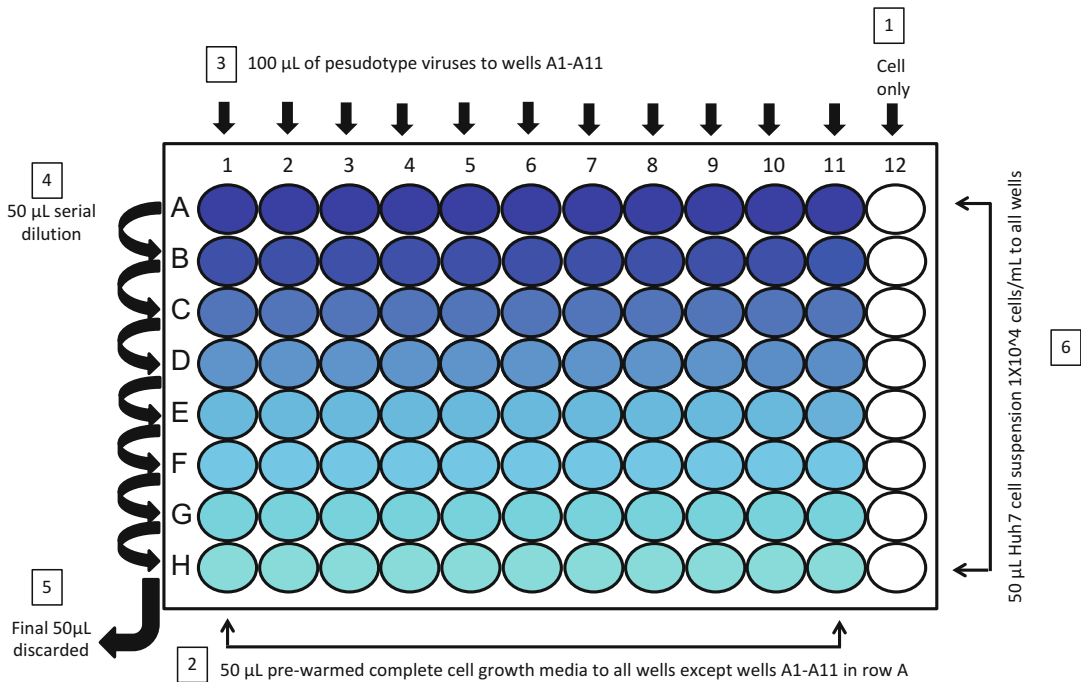 1
3 100 µL of pesudotype viruses to wells A1-A11
Cell
only
4
50 µL serial
dilution
1 2 3 4 5 6 7 8 9 10 11 12
A
B
C
D
E
F
G
H
50 µL Huh7 cell suspension 1X10^4 cells/mL to all wells
6
5
Final 50µL
discarded
2 50 µL pre-warmed complete cell growth media to all wells except wells A1-A11 in row A